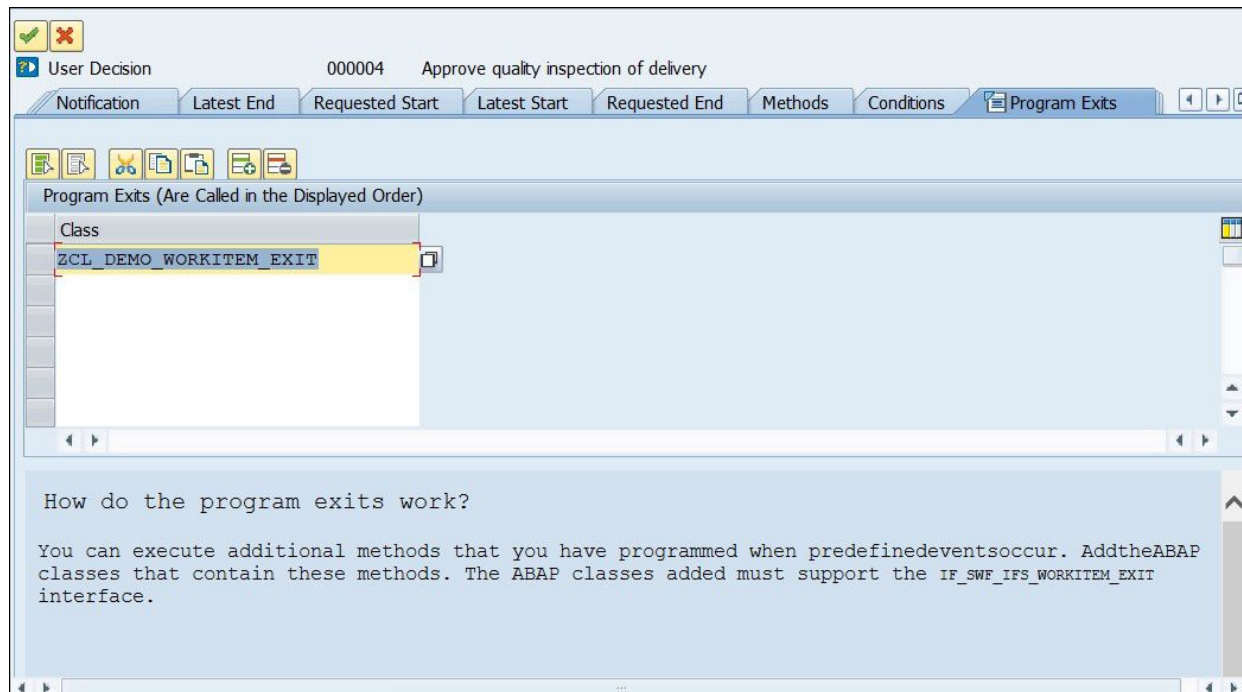 User Decision 000004 Approve quality inspection of delivery
Notification Latest End Requested Start Latest Start Requested End Methods Conditions Program Exits
Program Exits (Are Called in the Displayed Order)
Class
ZCL_DEMO_WORKITEM_EXIT
How do the program exits work?
You can execute additional methods that you have programmed when predefinedeventsoccur. AddtheABAP
classes that contain these methods. The ABAP classes added must support the IF_SWF_IFS_WORKITEM_EXIT
interface.